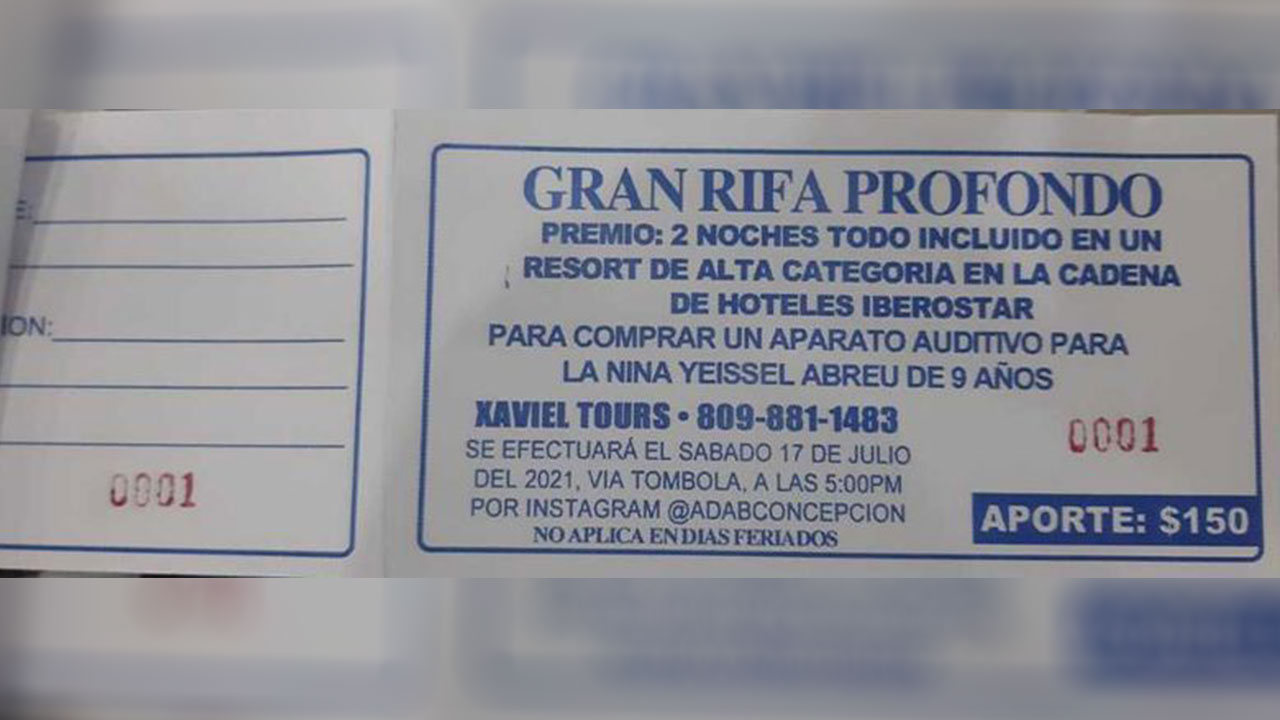 ION:
0001
GRAN RIFA PROFONDO
PREMIO: 2 NOCHES TODO INCLUIDO EN UN
RESORT DE ALTA CATEGORIA EN LA CADENA
DE HOTELES IBEROSTAR
PARA COMPRAR UN APARATO AUDITIVO PARA
LA NINA YEISSEL ABREU DE 9 AÑOS
XAVIEL TOURS • 809-881-1483
SE EFECTUARÁ EL SABADO 17 DE JULIO
DEL 2021, VIA TOMBOLA, A LAS 5:00PM
POR INSTAGRAM @ADABCONCEPCION
NO APLICA EN DIAS FERIADOS
0001
APORTE: $150